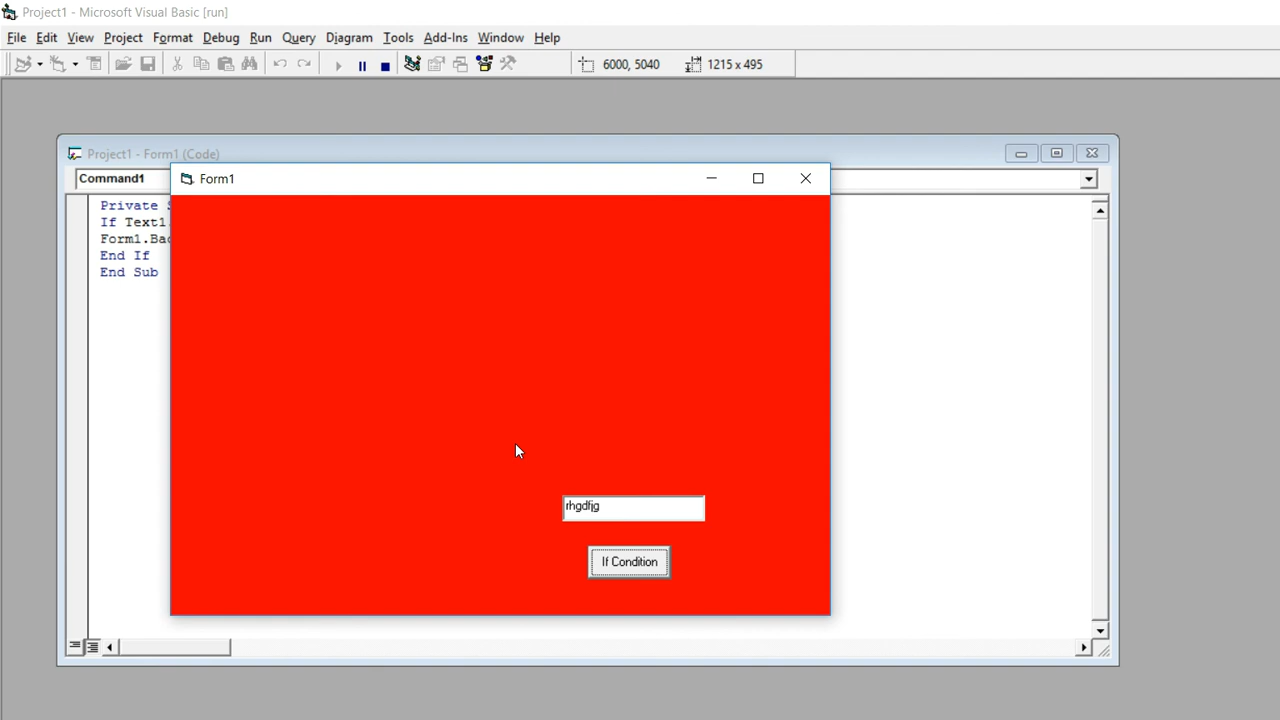 Project1 - Microsoft Visual Basic [run]
File Edit View Project Format Debug Run Query Diagram Tools Add-Ins Window Help
6000, 5040 1215 x 495
Project1 - Form1 (Code)
Command1
Form1
Private
If Text1
Form1.Bac
End If
End Sub
rhgdfjg
If Condition